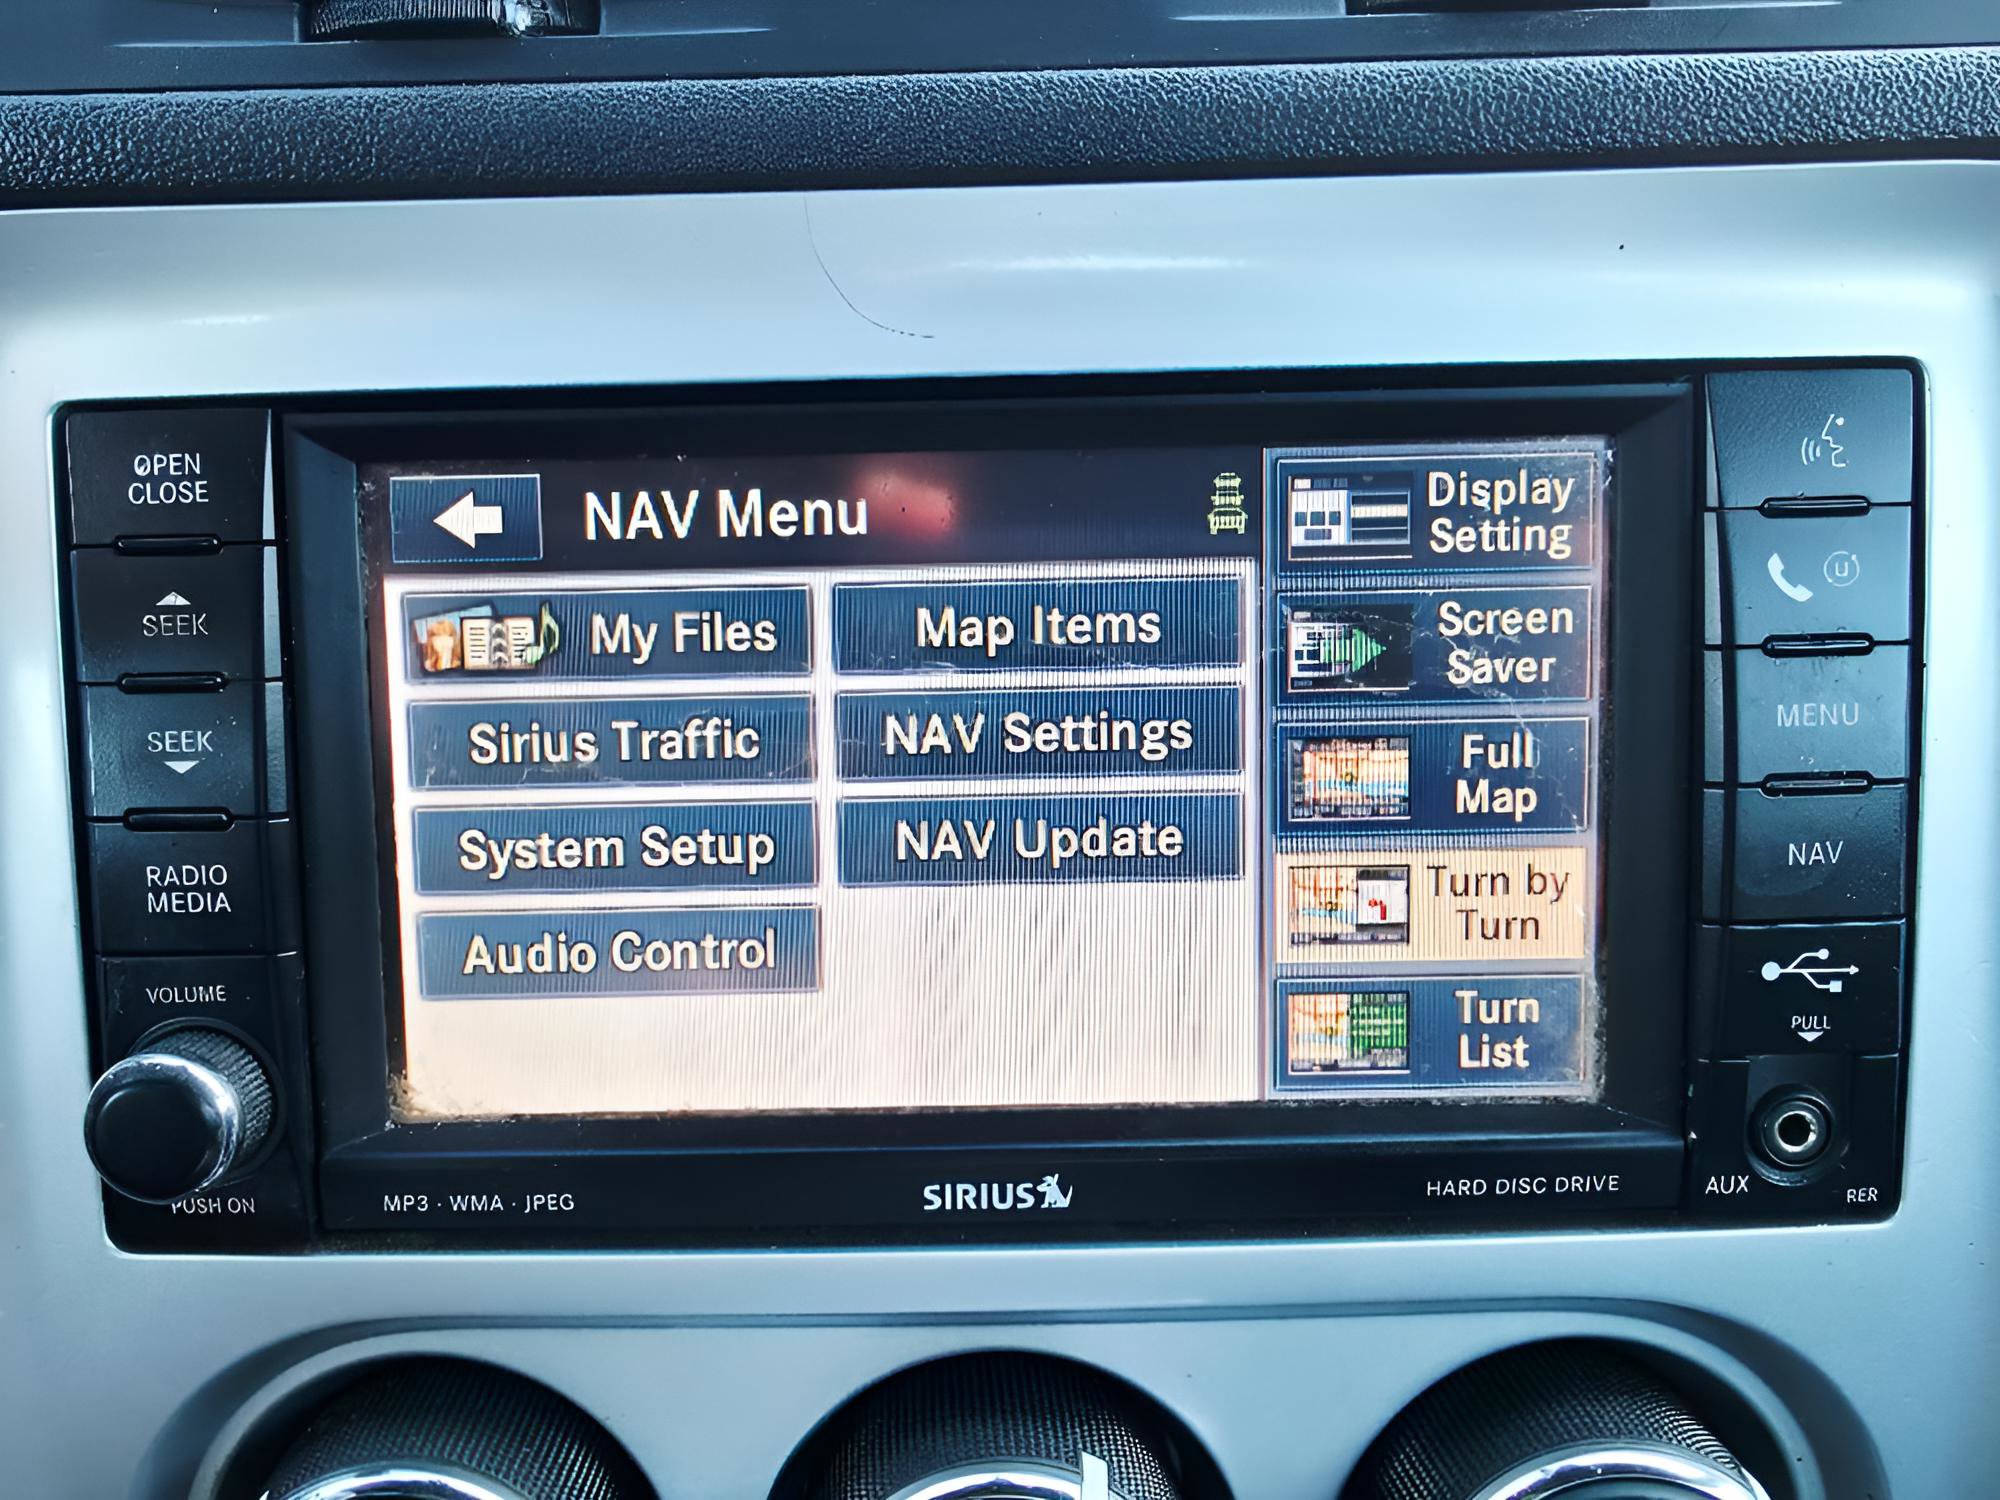 OPEN
CLOSE
SEEK
SEEK
RADIO
MEDIA
VOLUME
PUSH ON
NAV Menu
My Files
Map Items
Sirius Traffic
NAV Settings
System Setup
NAV Update
Audio Control
Display
Setting
Screen
Saver
Full
Map
Turn by
Turn
Turn
List
MENU
NAV
PULL
AUX
RER
MP3 · WMA · JPEG
SIRIUS
HARD DISC DRIVE